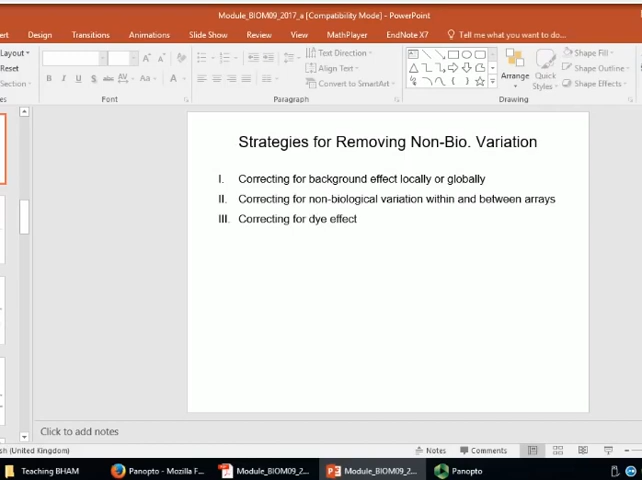 Module_BIOM09_2017_a [Compatibility Mode] - PowerPoint
ert Design Transitions Animations Slide Show Review View MathPlayer EndNote X7 Tell me what you want to do...
Layout
Reset
Section
Font
Text Direction
Align Text
Convert to SmartArt
Paragraph
Arrange
Quick
Styles
Shape Fill
Shape Outline
Shape Effects
Drawing
Strategies for Removing Non-Bio. Variation
I. Correcting for background effect locally or globally
II. Correcting for non-biological variation within and between arrays
III. Correcting for dye effect
Click to add notes
sh (United Kingdom)
Notes Comments
Teaching BHAM Panopto - Mozilla F... Module_BIOM09_2... Module_BIOM09_2... Panopto